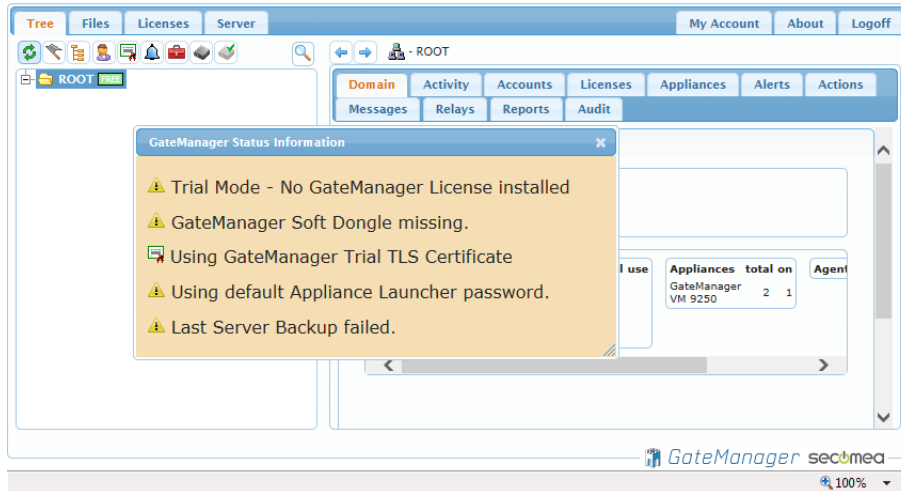 Tree Files Licenses Server My Account About Logoff
- ROOT
ROOT FREE
Domain Activity Accounts Licenses Appliances Alerts Actions
Messages Relays Reports Audit
GateManager Status Information
Trial Mode - No GateManager License installed
GateManager Soft Dongle missing.
Using GateManager Trial TLS Certificate
Using default Appliance Launcher password.
Last Server Backup failed.
use
Appliances total on
GateManager
VM 9250 2 1
GateManager secomea
100%